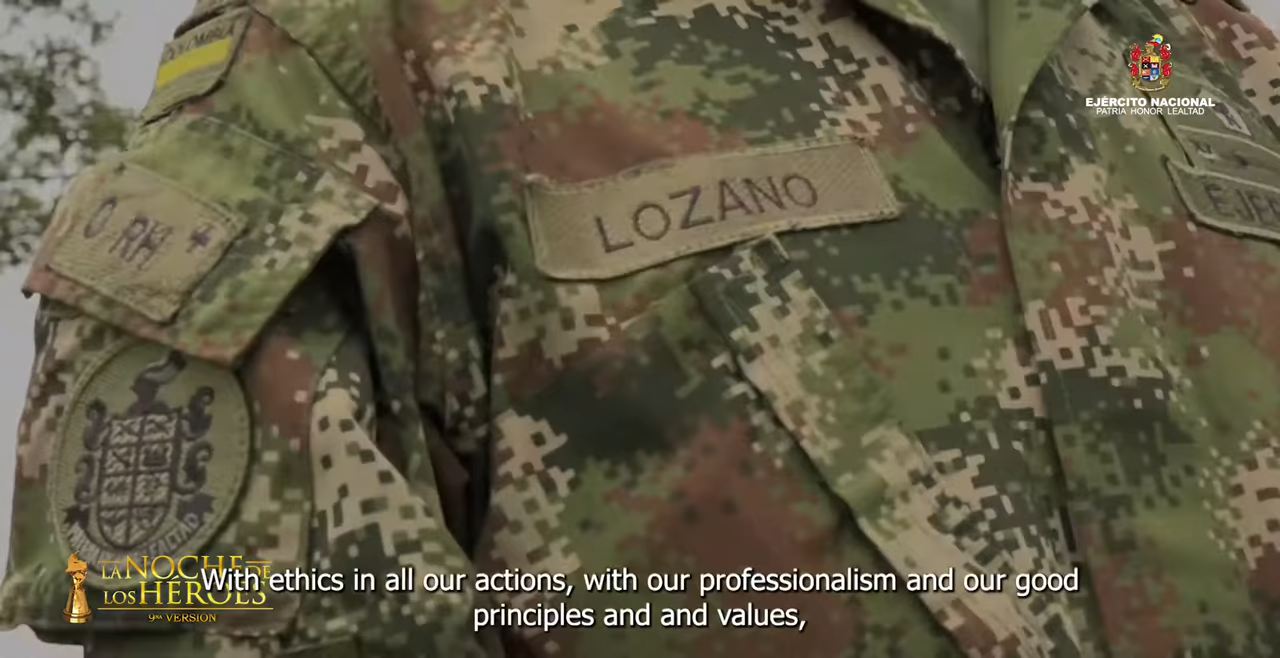 COLOMBIA
EJÉRCITO NACIONAL
PATRIA HONOR LEALTAD
LOZANO
O RH +
LA NOCHE DE
LOS HÉROES
9NA VERSION
With ethics in all our actions, with our professionalism and our good
principles and and values,